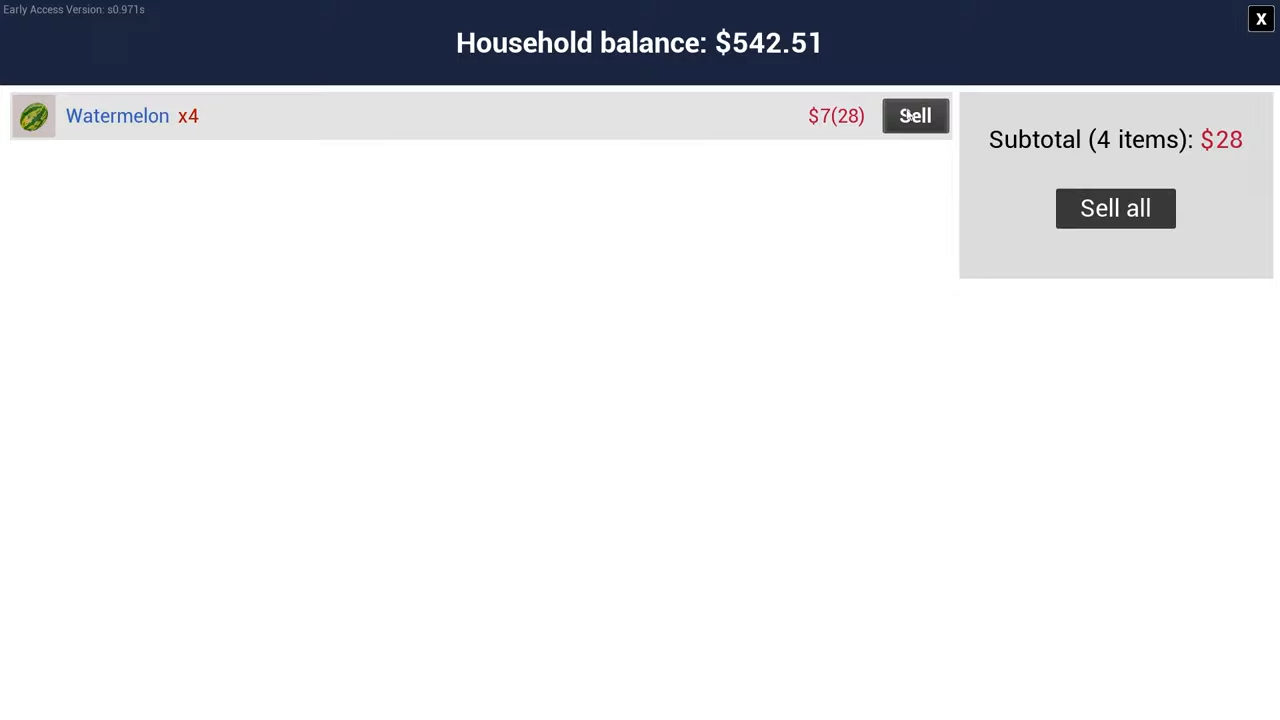 Early Access Version: s0.971s
X
Household balance: $542.51
Watermelon x4 $7(28) Sell
Subtotal (4 items): $28
Sell all